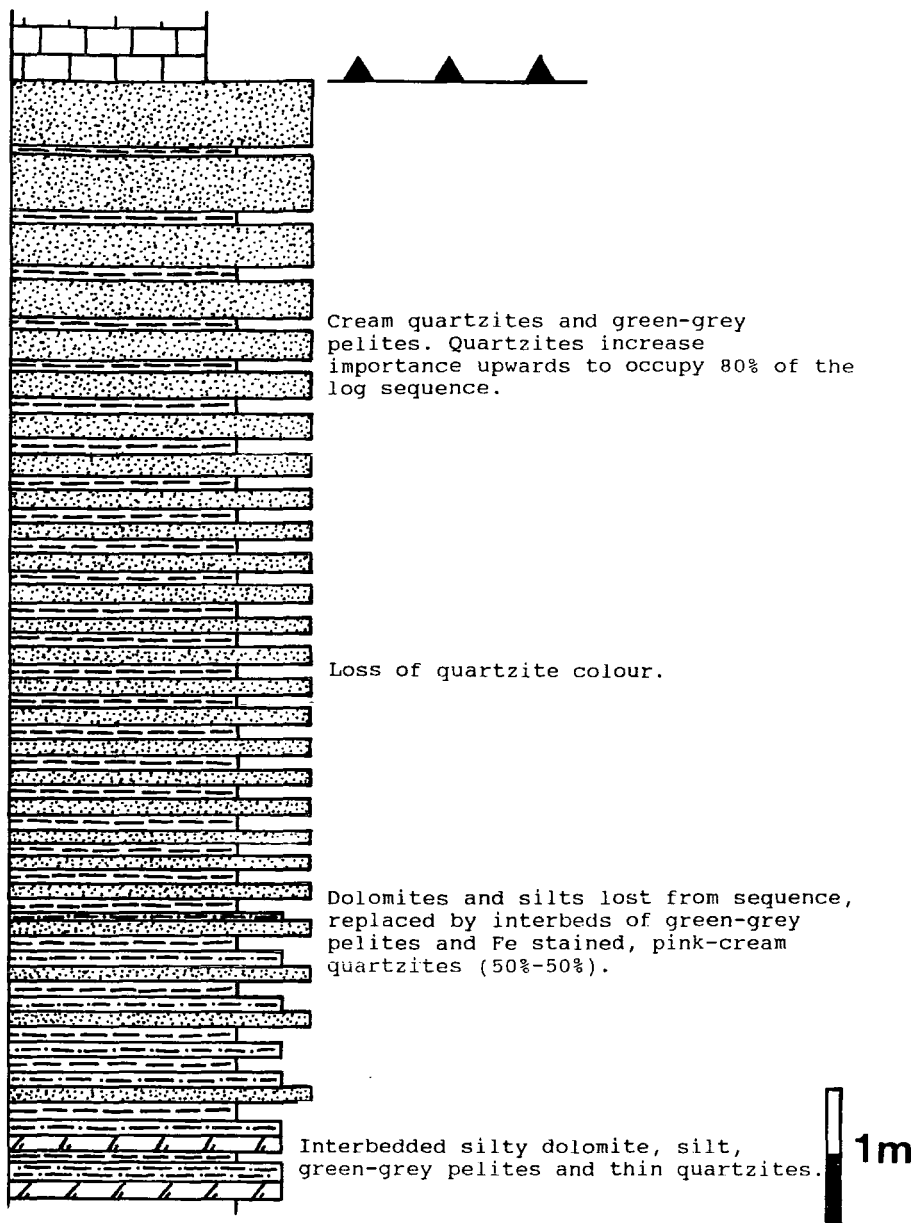 Cream quartzites and green-grey
pelites. Quartzites increase
importance upwards to occupy 80% of the
log sequence.
Loss of quartzite colour.
Dolomites and silts lost from sequence,
replaced by interbeds of green-grey
pelites and Fe stained, pink-cream
quartzites (50%-50%).
Interbedded silty dolomite, silt,
green-grey pelites and thin quartzites.
1m